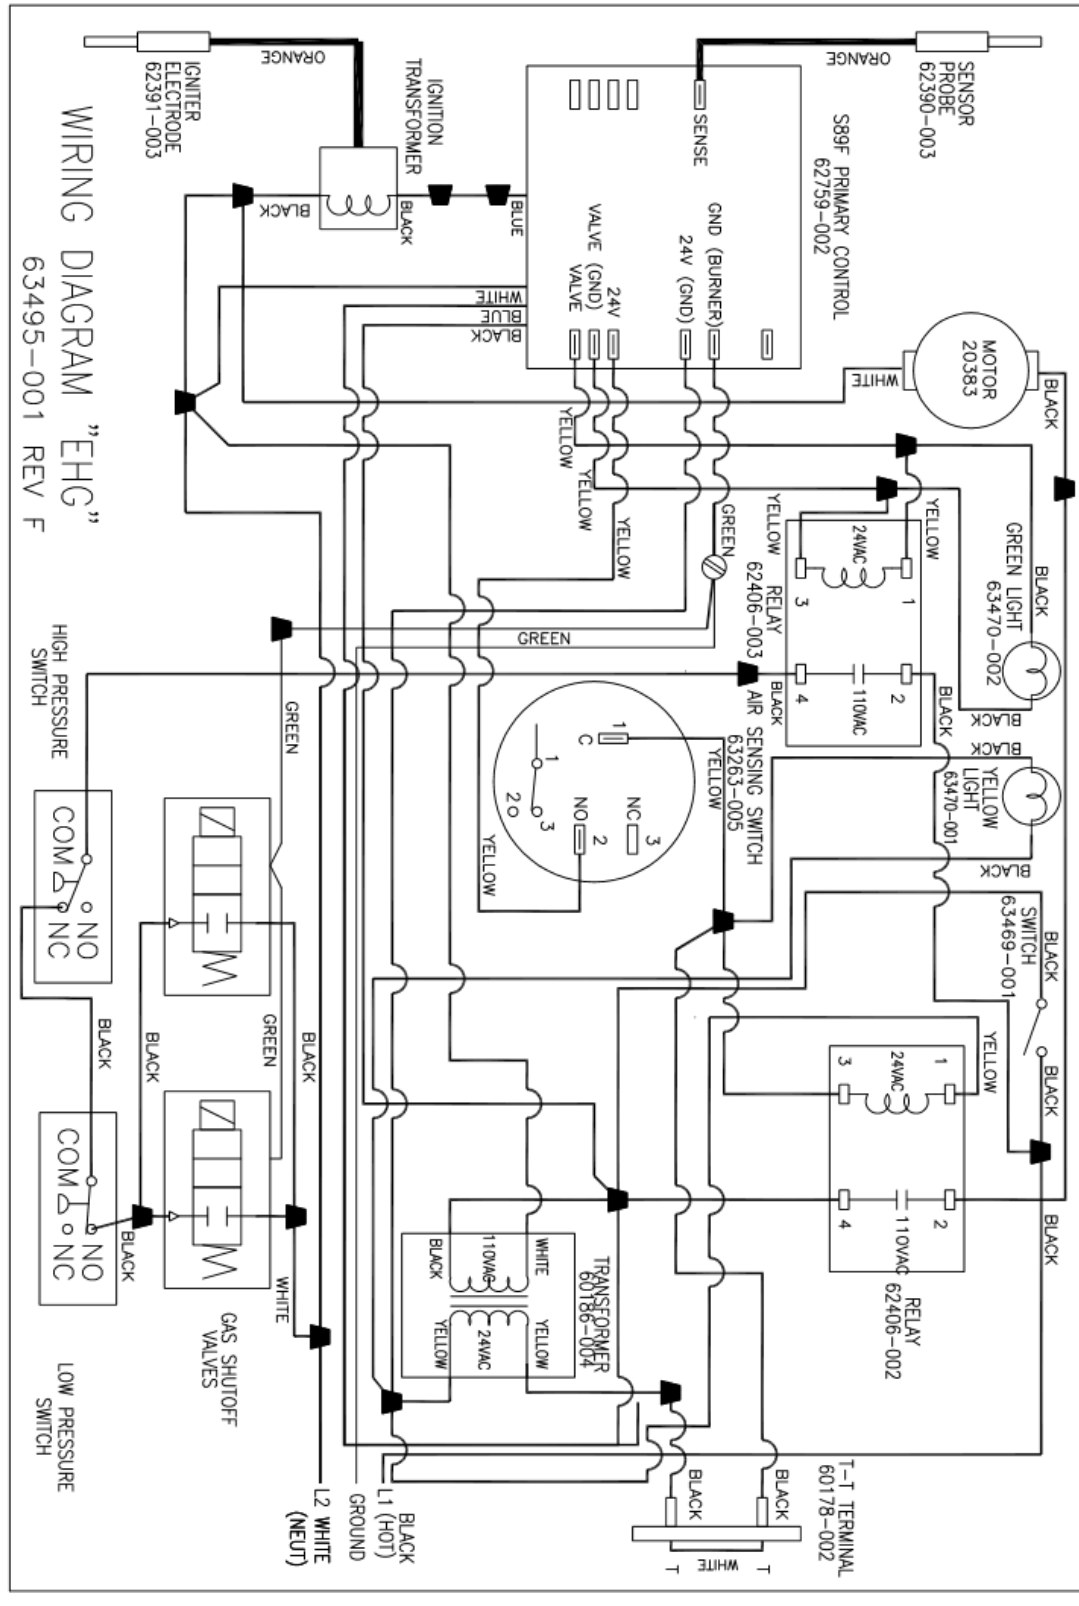 WIRING DIAGRAM "EHG"
63495-001 REV F
IGNITER
ELECTRODE
62391-003
ORANGE
IGNITION
TRANSFORMER
BLACK
BLACK
BLUE
SENSOR
PROBE
62390-003
ORANGE
S89F PRIMARY CONTROL
62759-002
SENSE
GND (BURNER)
24V (GND)
24V
VALVE (GND)
VALVE
WHITE
BLUE
BLACK
MOTOR
20383
WHITE
BLACK
YELLOW
YELLOW
YELLOW
GREEN
GREEN
YELLOW
YELLOW
24VAC
1
3
2
4
110VAC
RELAY
62406-003
BLACK
BLACK
GREEN LIGHT
63470-002
BLACK
BLACK
YELLOW
LIGHT
63470-001
BLACK
BLACK
AIR SENSING SWITCH
63263-005
1
C
NO
2
NC
3
1
2
3
YELLOW
YELLOW
SWITCH
63469-001
BLACK
BLACK
BLACK
YELLOW
24VAC
1
3
2
4
110VAC
RELAY
62406-002
HIGH PRESSURE
SWITCH
COM
NO
NC
BLACK
GREEN
GREEN
BLACK
BLACK
COM
NO
NC
BLACK
LOW PRESSURE
SWITCH
WHITE
GAS SHUTOFF
VALVES
TRANSFORMER
60186-004
WHITE
110VAC
BLACK
YELLOW
24VAC
YELLOW
L2 WHITE
(NEUT)
GROUND
BLACK
L1 (HOT)
BLACK
BLACK
T
WHITE
T
T-T TERMINAL
60178-002